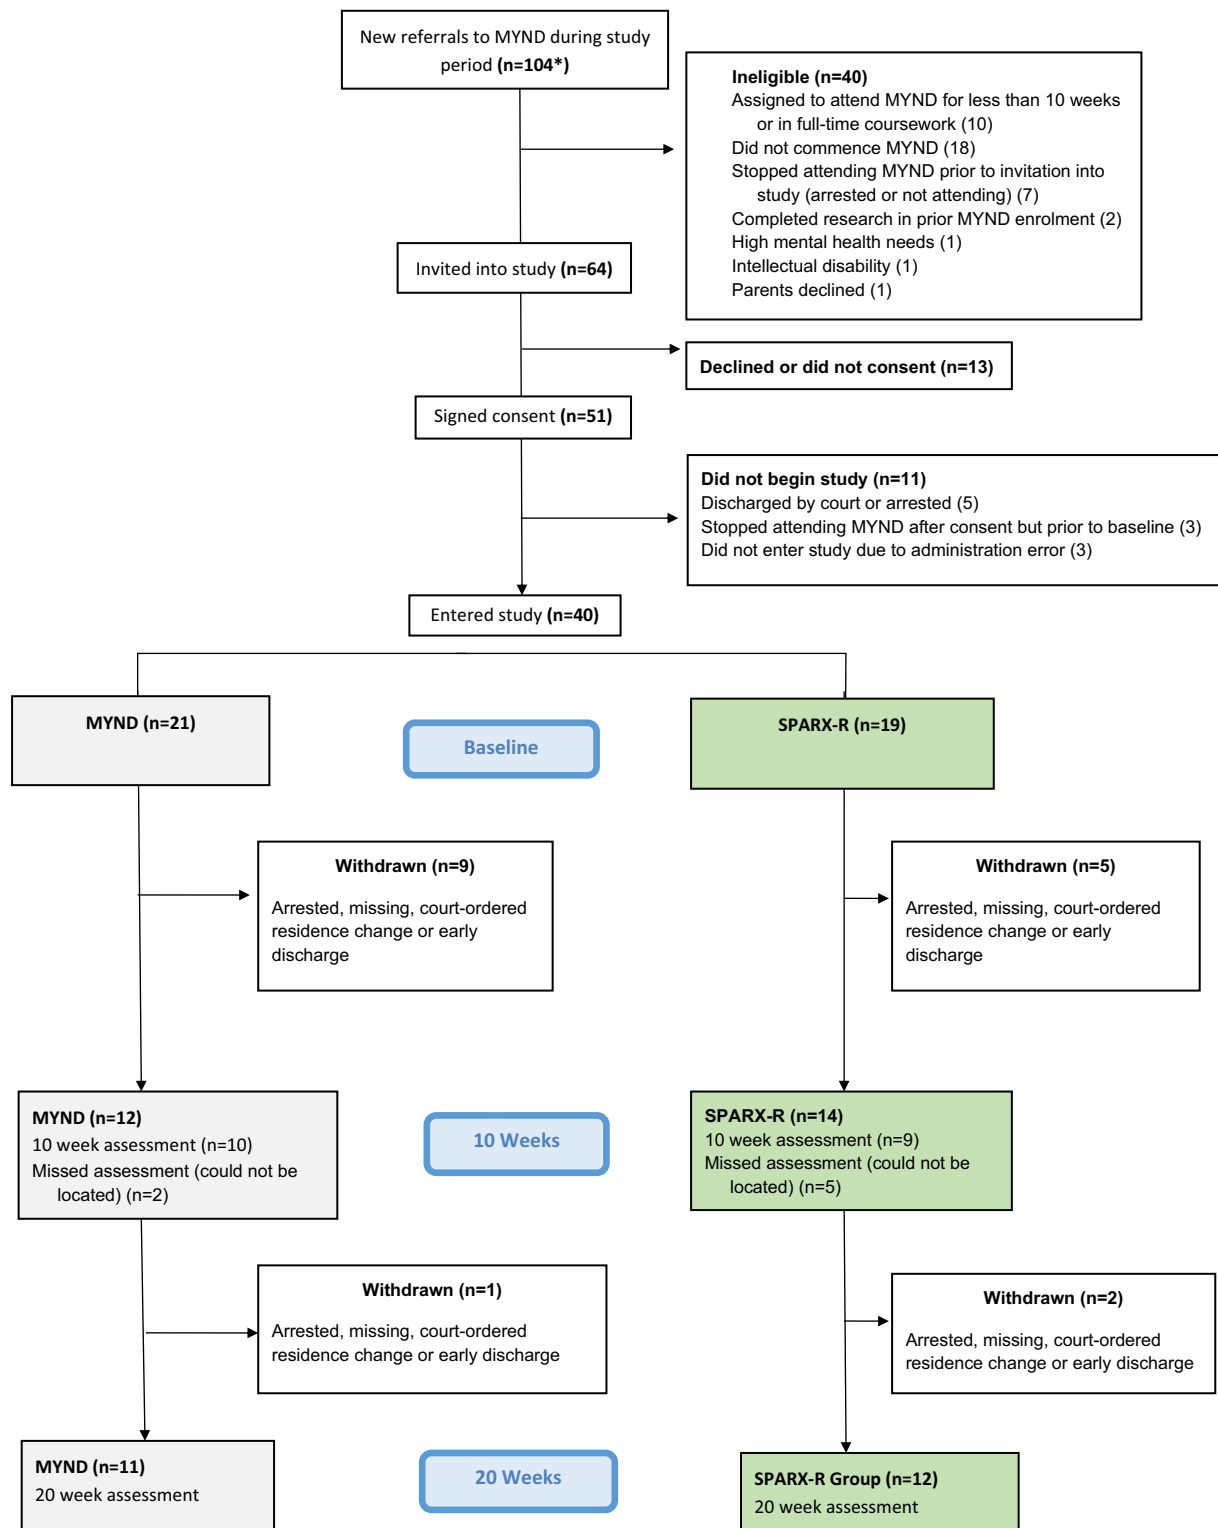 New referrals to MYND during study
period (n=104*)
Ineligible (n=40)
Assigned to attend MYND for less than 10 weeks
or in full-time coursework (10)
Did not commence MYND (18)
Stopped attending MYND prior to invitation into
study (arrested or not attending) (7)
Completed research in prior MYND enrolment (2)
High mental health needs (1)
Intellectual disability (1)
Parents declined (1)
Invited into study (n=64)
Declined or did not consent (n=13)
Signed consent (n=51)
Did not begin study (n=11)
Discharged by court or arrested (5)
Stopped attending MYND after consent but prior to baseline (3)
Did not enter study due to administration error (3)
Entered study (n=40)
MYND (n=21)
Baseline
SPARX-R (n=19)
Withdrawn (n=9)
Arrested, missing, court-ordered
residence change or early
discharge
Withdrawn (n=5)
Arrested, missing, court-ordered
residence change or early
discharge
MYND (n=12)
10 week assessment (n=10)
Missed assessment (could not be
located) (n=2)
10 Weeks
SPARX-R (n=14)
10 week assessment (n=9)
Missed assessment (could not be
located) (n=5)
Withdrawn (n=1)
Arrested, missing, court-ordered
residence change or early discharge
Withdrawn (n=2)
Arrested, missing, court-ordered
residence change or early discharge
MYND (n=11)
20 week assessment
20 Weeks
SPARX-R Group (n=12)
20 week assessment